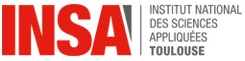 INSA
INSTITUT NATIONAL
DES SCIENCES
APPLIQUÉES
TOULOUSE